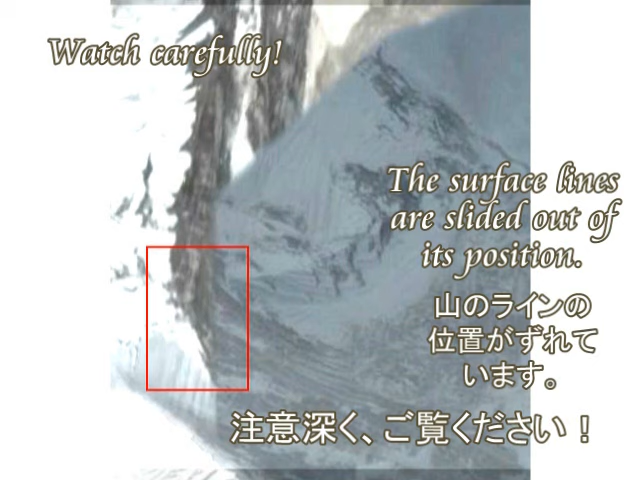 Watch carefully!
The surface lines
are slided out of
its position.
山のラインの
位置がずれて
います。
注意深く、ご覧ください！